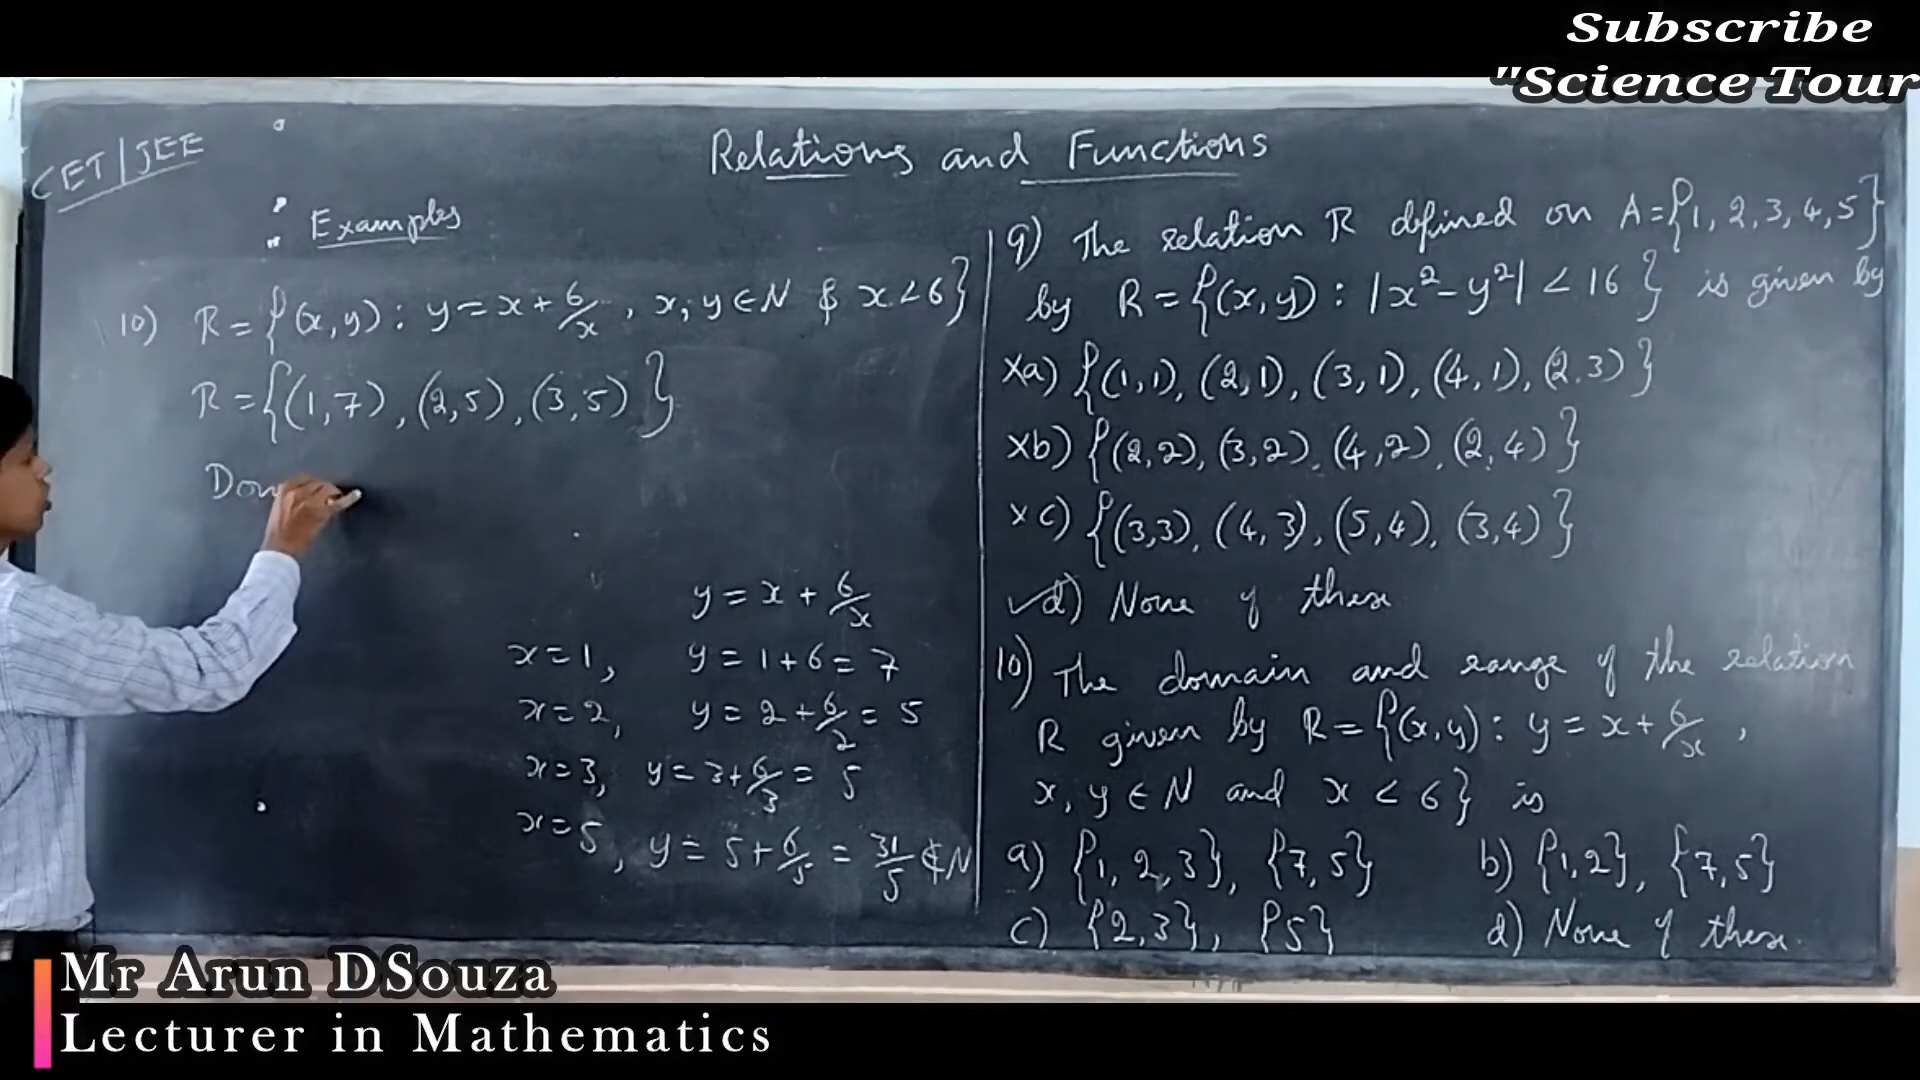 Subscribe
"Science Tour
CET/JEE
Relations and Functions
Examples
10) R = {(x,y) : y = x + 6/x , x, y ∈ N & x < 6}
R = {(1,7), (2,5), (3,5)}
y = x + 6/x
x = 1, y = 1 + 6 = 7
x = 2, y = 2 + 6/2 = 5
x = 3, y = 3 + 6/3 = 5
x = 5, y = 5 + 6/5 = 31/5 ∉ N
9) The relation R defined on A = {1, 2, 3, 4, 5}
by R = {(x,y) : |x² - y²| < 16} is given by
xa) {(1,1), (2,1), (3,1), (4,1), (2.3)}
xb) {(2,2), (3,2), (4,2), (2,4)}
xc) {(3,3), (4,3), (5,4), (3,4)}
✓d) None of these
10) The domain and range of the relation
R given by R = {(x,y) : y = x + 6/x ,
x, y ∈ N and x < 6} is
a) {1, 2, 3}, {7, 5} b) {1,2}, {7,5}
c) {2,3}, {5} d) None of these.
Mr Arun DSouza
Lecturer in Mathematics